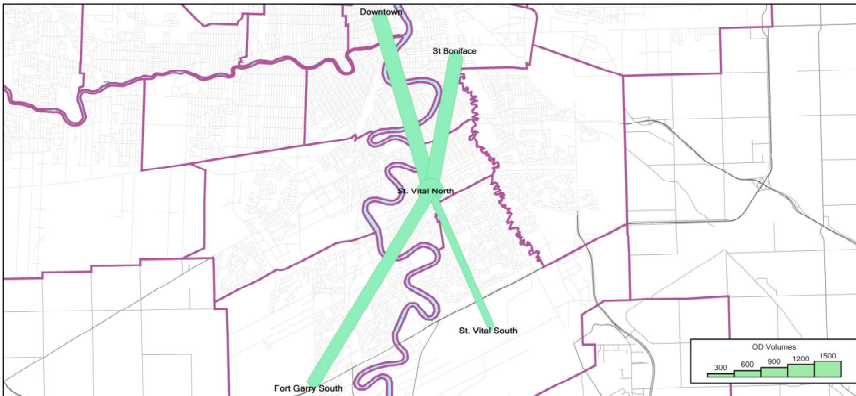 Downtown
St Boniface
St. Vital North
St. Vital South
Fort Garry South
OD Volumes
300 600 900 1200 1500